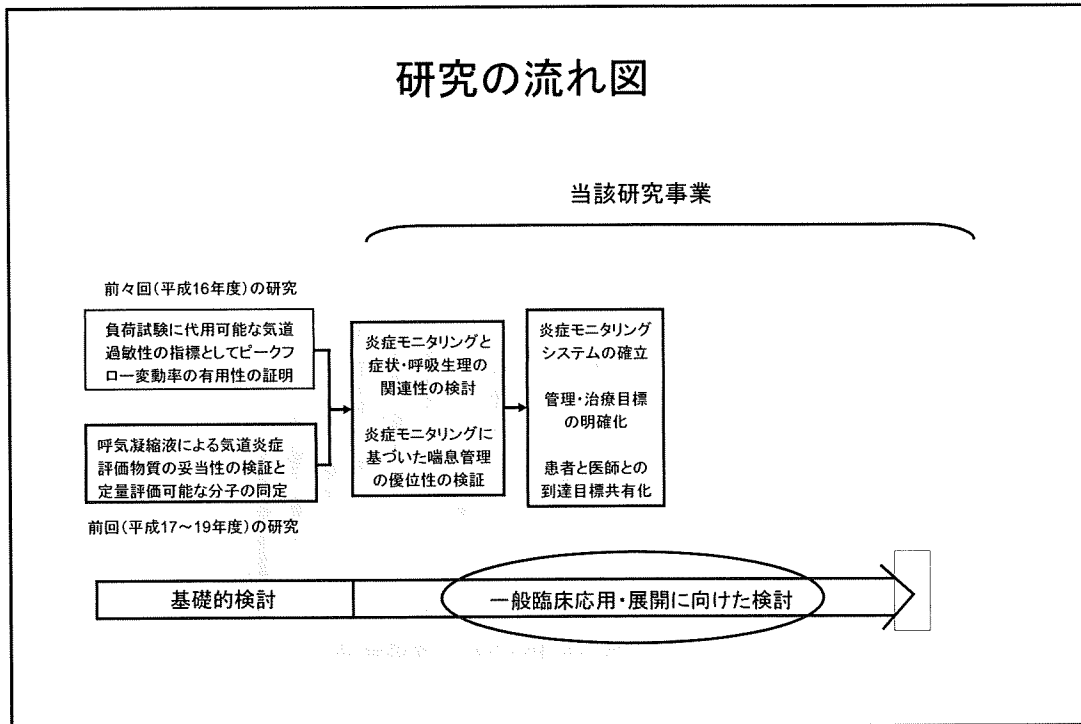 研究の流れ図
当該研究事業
前々回(平成16年度)の研究
負荷試験に代用可能な気道
過敏性の指標としてピークフ
ロー変動率の有用性の証明
呼気凝縮液による気道炎症
評価物質の妥当性の検証と
定量評価可能な分子の同定
前回(平成17～19年度)の研究
炎症モニタリングと
症状・呼吸生理の
関連性の検討
炎症モニタリングに
基づいた喘息管理
の優位性の検証
炎症モニタリング
システムの確立
管理・治療目標
の明確化
患者と医師との
到達目標共有化
基礎的検討
一般臨床応用・展開に向けた検討